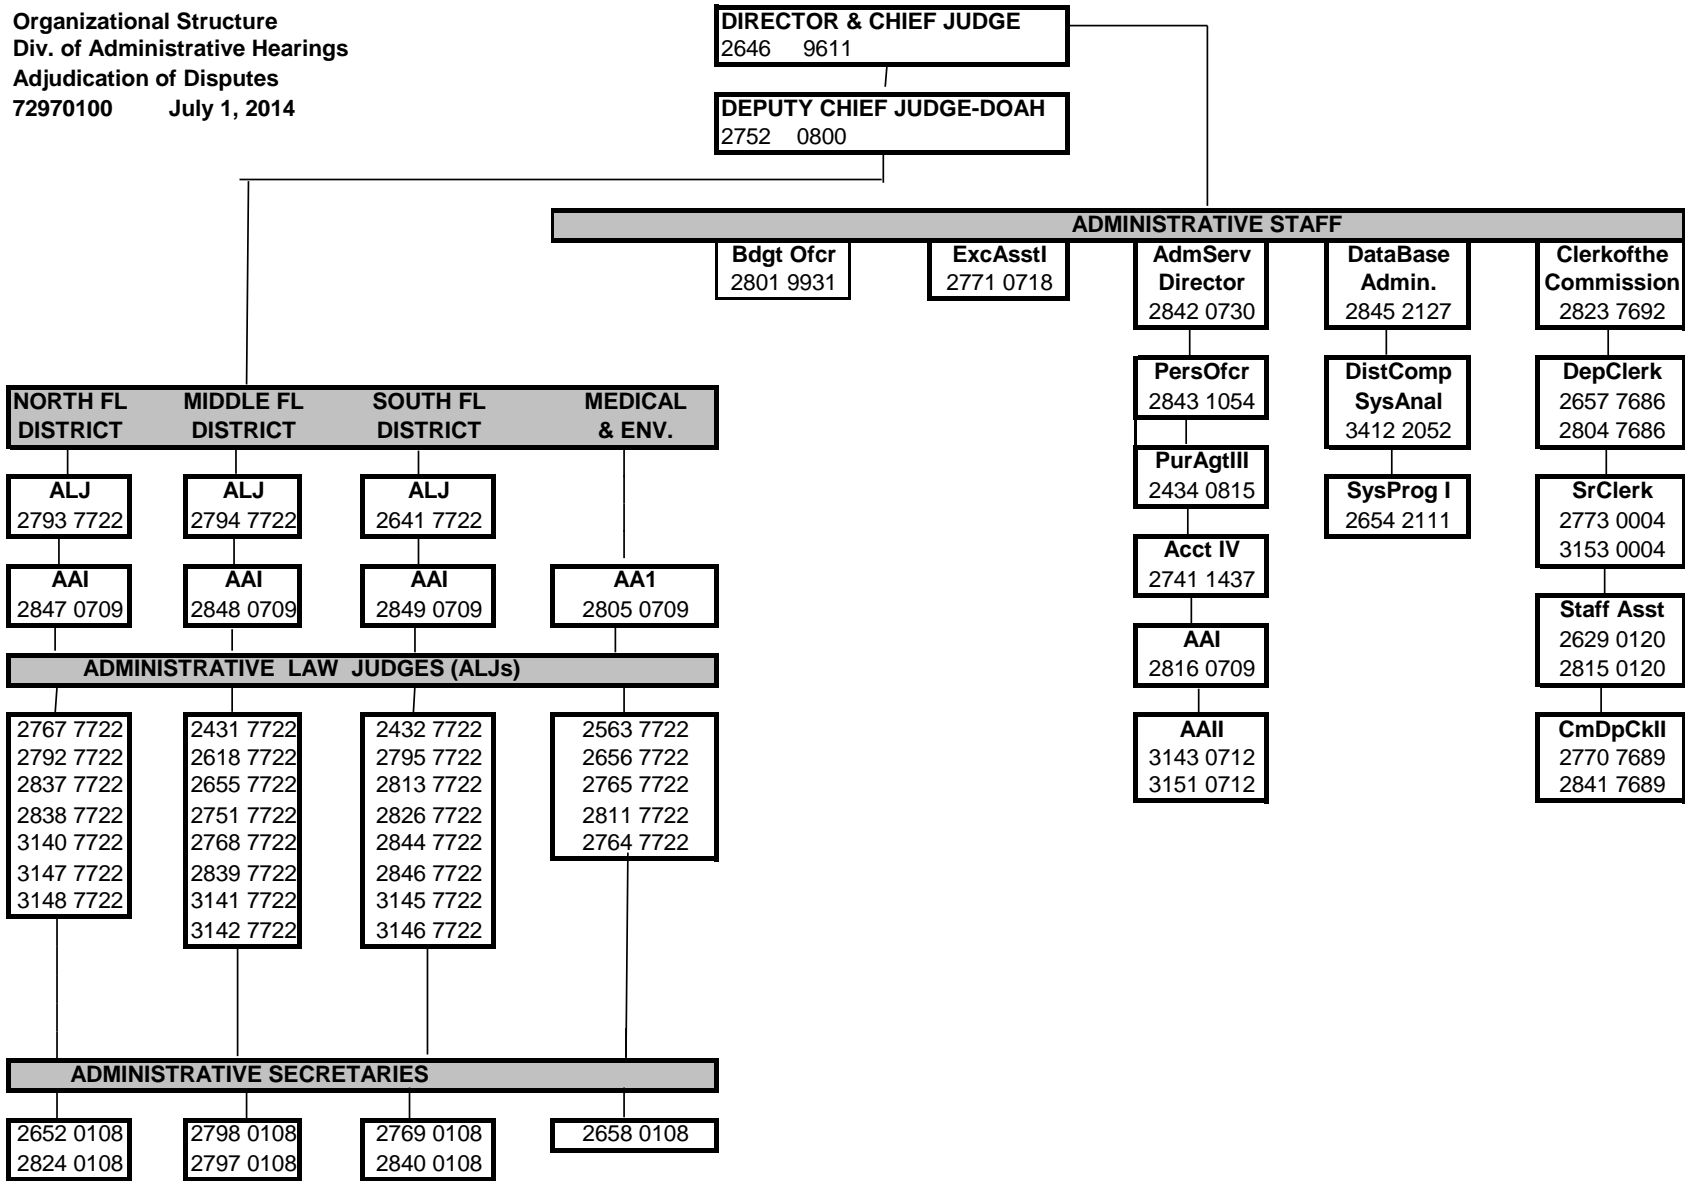 Organizational Structure
Div. of Administrative Hearings
Adjudication of Disputes
72970100 July 1, 2014
DIRECTOR & CHIEF JUDGE
2646 9611
DEPUTY CHIEF JUDGE-DOAH
2752 0800
ADMINISTRATIVE STAFF
Bdgt Ofcr
2801 9931
ExcAsstI
2771 0718
AdmServ
Director
2842 0730
PersOfcr
2843 1054
PurAgtIII
2434 0815
Acct IV
2741 1437
AAI
2816 0709
AAII
3143 0712
3151 0712
DataBase
Admin.
2845 2127
DistComp
SysAnal
3412 2052
SysProg I
2654 2111
Clerkofthe
Commission
2823 7692
DepClerk
2657 7686
2804 7686
SrClerk
2773 0004
3153 0004
Staff Asst
2629 0120
2815 0120
CmDpCkII
2770 7689
2841 7689
NORTH FL
DISTRICT
MIDDLE FL
DISTRICT
SOUTH FL
DISTRICT
MEDICAL
& ENV.
ALJ
2793 7722
ALJ
2794 7722
ALJ
2641 7722
AAI
2847 0709
AAI
2848 0709
AAI
2849 0709
AA1
2805 0709
ADMINISTRATIVE LAW JUDGES (ALJs)
2767 7722
2792 7722
2837 7722
2838 7722
3140 7722
3147 7722
3148 7722
2431 7722
2618 7722
2655 7722
2751 7722
2768 7722
2839 7722
3141 7722
3142 7722
2432 7722
2795 7722
2813 7722
2826 7722
2844 7722
2846 7722
3145 7722
3146 7722
2563 7722
2656 7722
2765 7722
2811 7722
2764 7722
ADMINISTRATIVE SECRETARIES
2652 0108
2824 0108
2798 0108
2797 0108
2769 0108
2840 0108
2658 0108